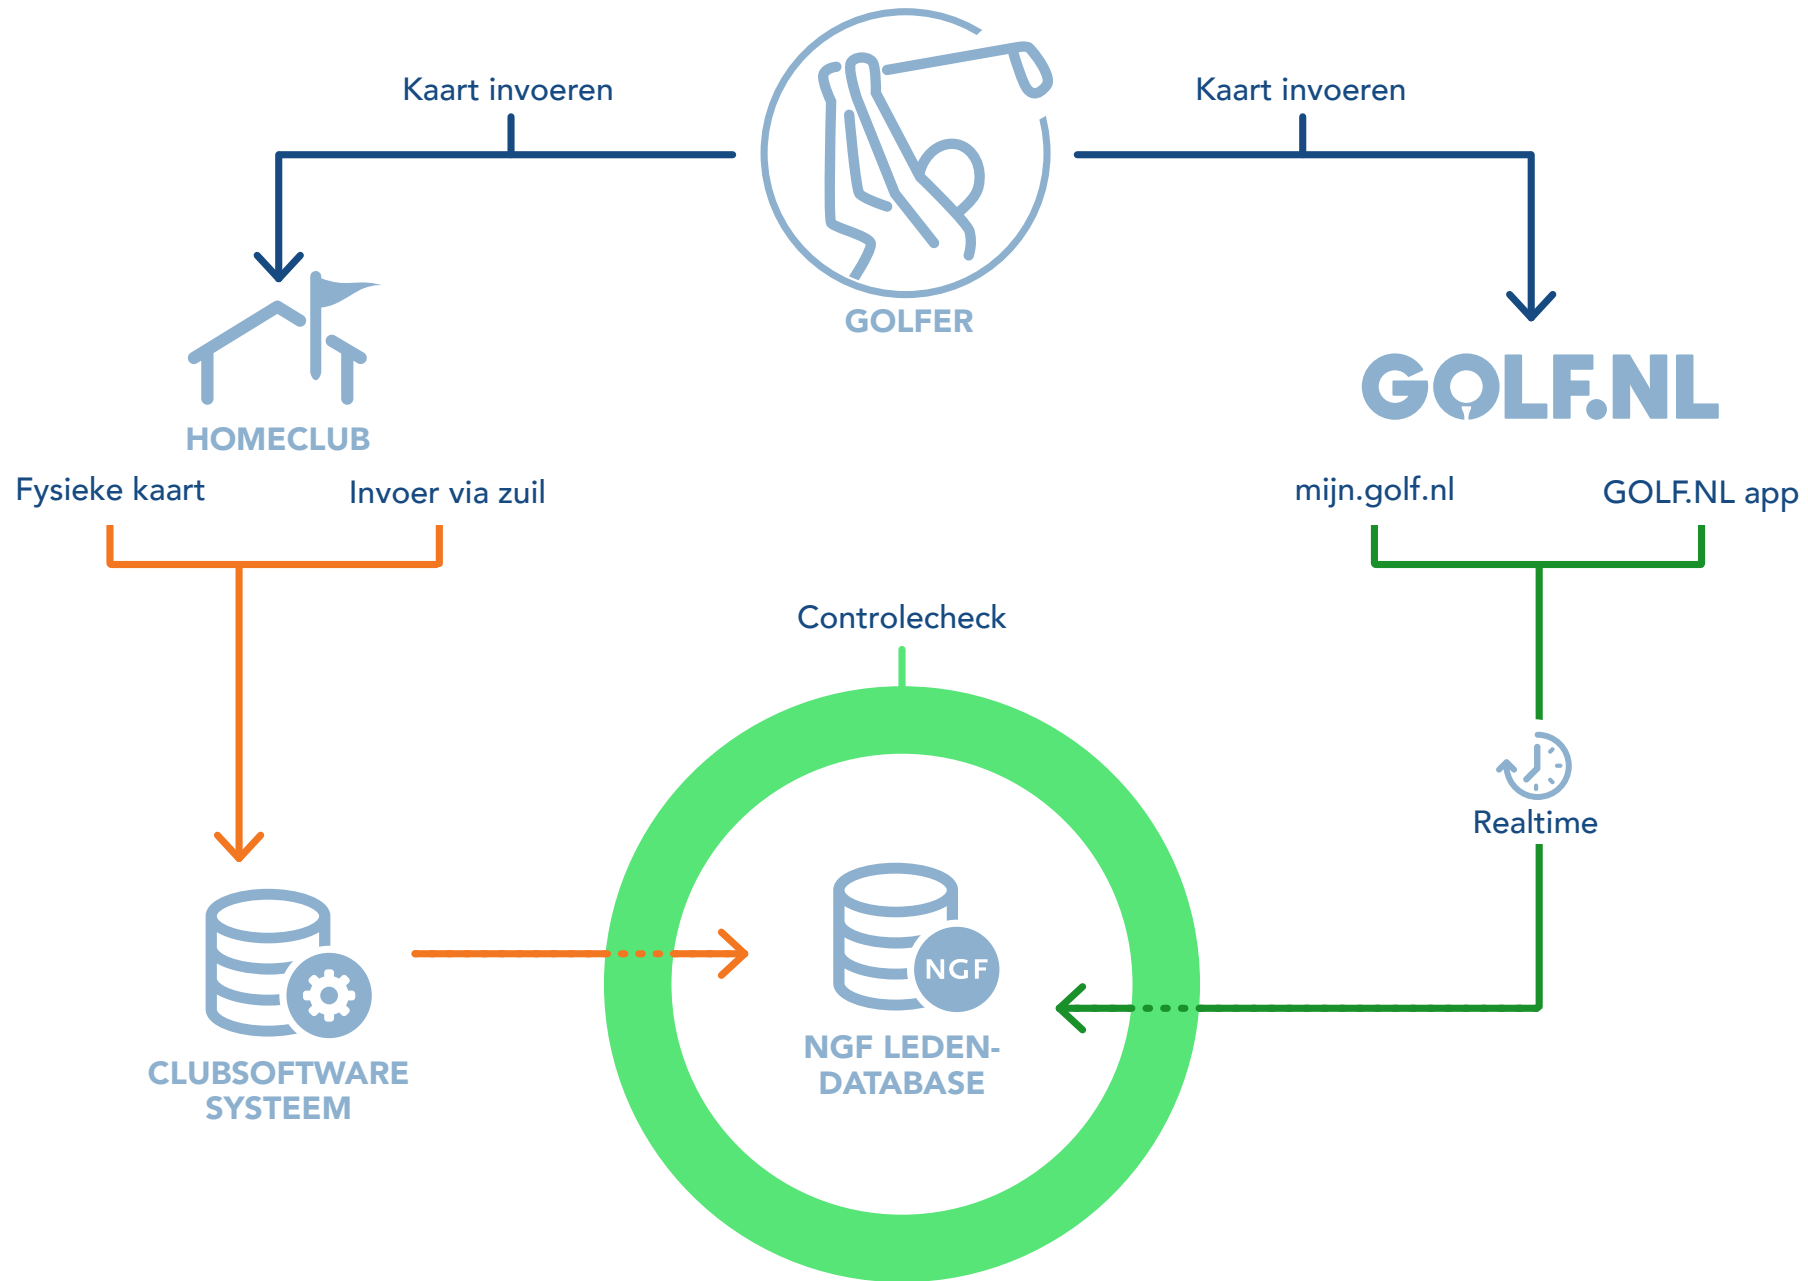 Kaart invoeren
Kaart invoeren
GOLFER
HOMECLUB
GOLF.NL
Fysieke kaart
Invoer via zuil
mijn.golf.nl
GOLF.NL app
Controlecheck
Realtime
NGF
CLUBSOFTWARE
SYSTEEM
NGF LEDEN-
DATABASE